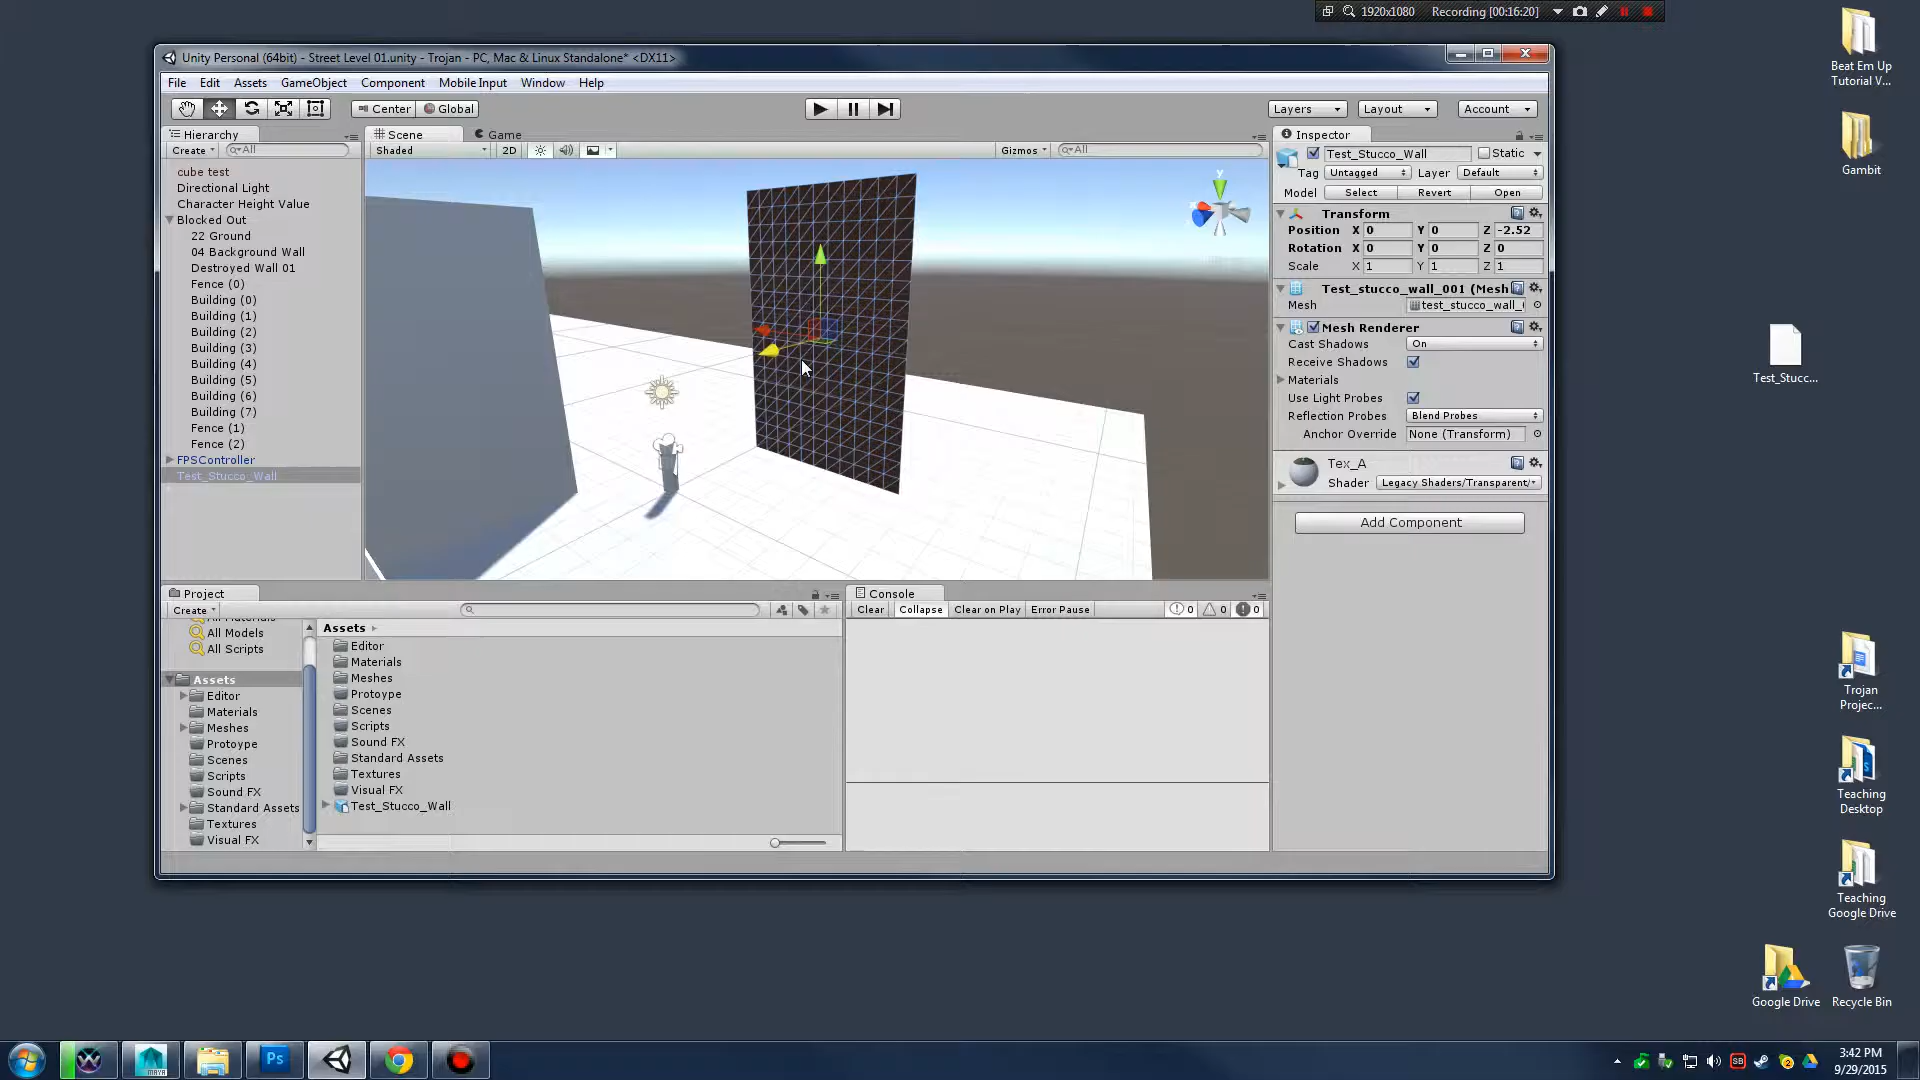 1920x1080 Recording [00:16:20]
Unity Personal (64bit) - Street Level 01.unity - Trojan - PC, Mac & Linux Standalone* <DX11>
File Edit Assets GameObject Component Mobile Input Window Help
Center Global Layers Layout Account
Hierarchy
Create All
cube test
Directional Light
Character Height Value
Blocked Out
22 Ground
04 Background Wall
Destroyed Wall 01
Fence (0)
Building (0)
Building (1)
Building (2)
Building (3)
Building (4)
Building (5)
Building (6)
Building (7)
Fence (1)
Fence (2)
FPSController
Test_Stucco_Wall
Scene Game
Shaded 2D Gizmos All
y
Inspector
Test_Stucco_Wall Static
Tag Untagged Layer Default
Model Select Revert Open
Transform
Position X 0 Y 0 Z -2.52
Rotation X 0 Y 0 Z 0
Scale X 1 Y 1 Z 1
Test_stucco_wall_001 (Mesh
Mesh test_stucco_wall_
Mesh Renderer
Cast Shadows On
Receive Shadows
Materials
Use Light Probes
Reflection Probes Blend Probes
Anchor Override None (Transform)
Tex_A
Shader Legacy Shaders/Transparent/
Add Component
Project
Create
All Materials
All Models
All Scripts
Assets
Editor
Materials
Meshes
Protoype
Scenes
Scripts
Sound FX
Standard Assets
Textures
Visual FX
Assets
Editor
Materials
Meshes
Protoype
Scenes
Scripts
Sound FX
Standard Assets
Textures
Visual FX
Test_Stucco_Wall
Console
Clear Collapse Clear on Play Error Pause 0 0 0
Beat Em Up
Tutorial V...
Gambit
Test_Stucc...
Trojan
Projec...
Teaching
Desktop
Teaching
Google Drive
Google Drive
Recycle Bin
MAYA
Ps
SB
3:42 PM
9/29/2015